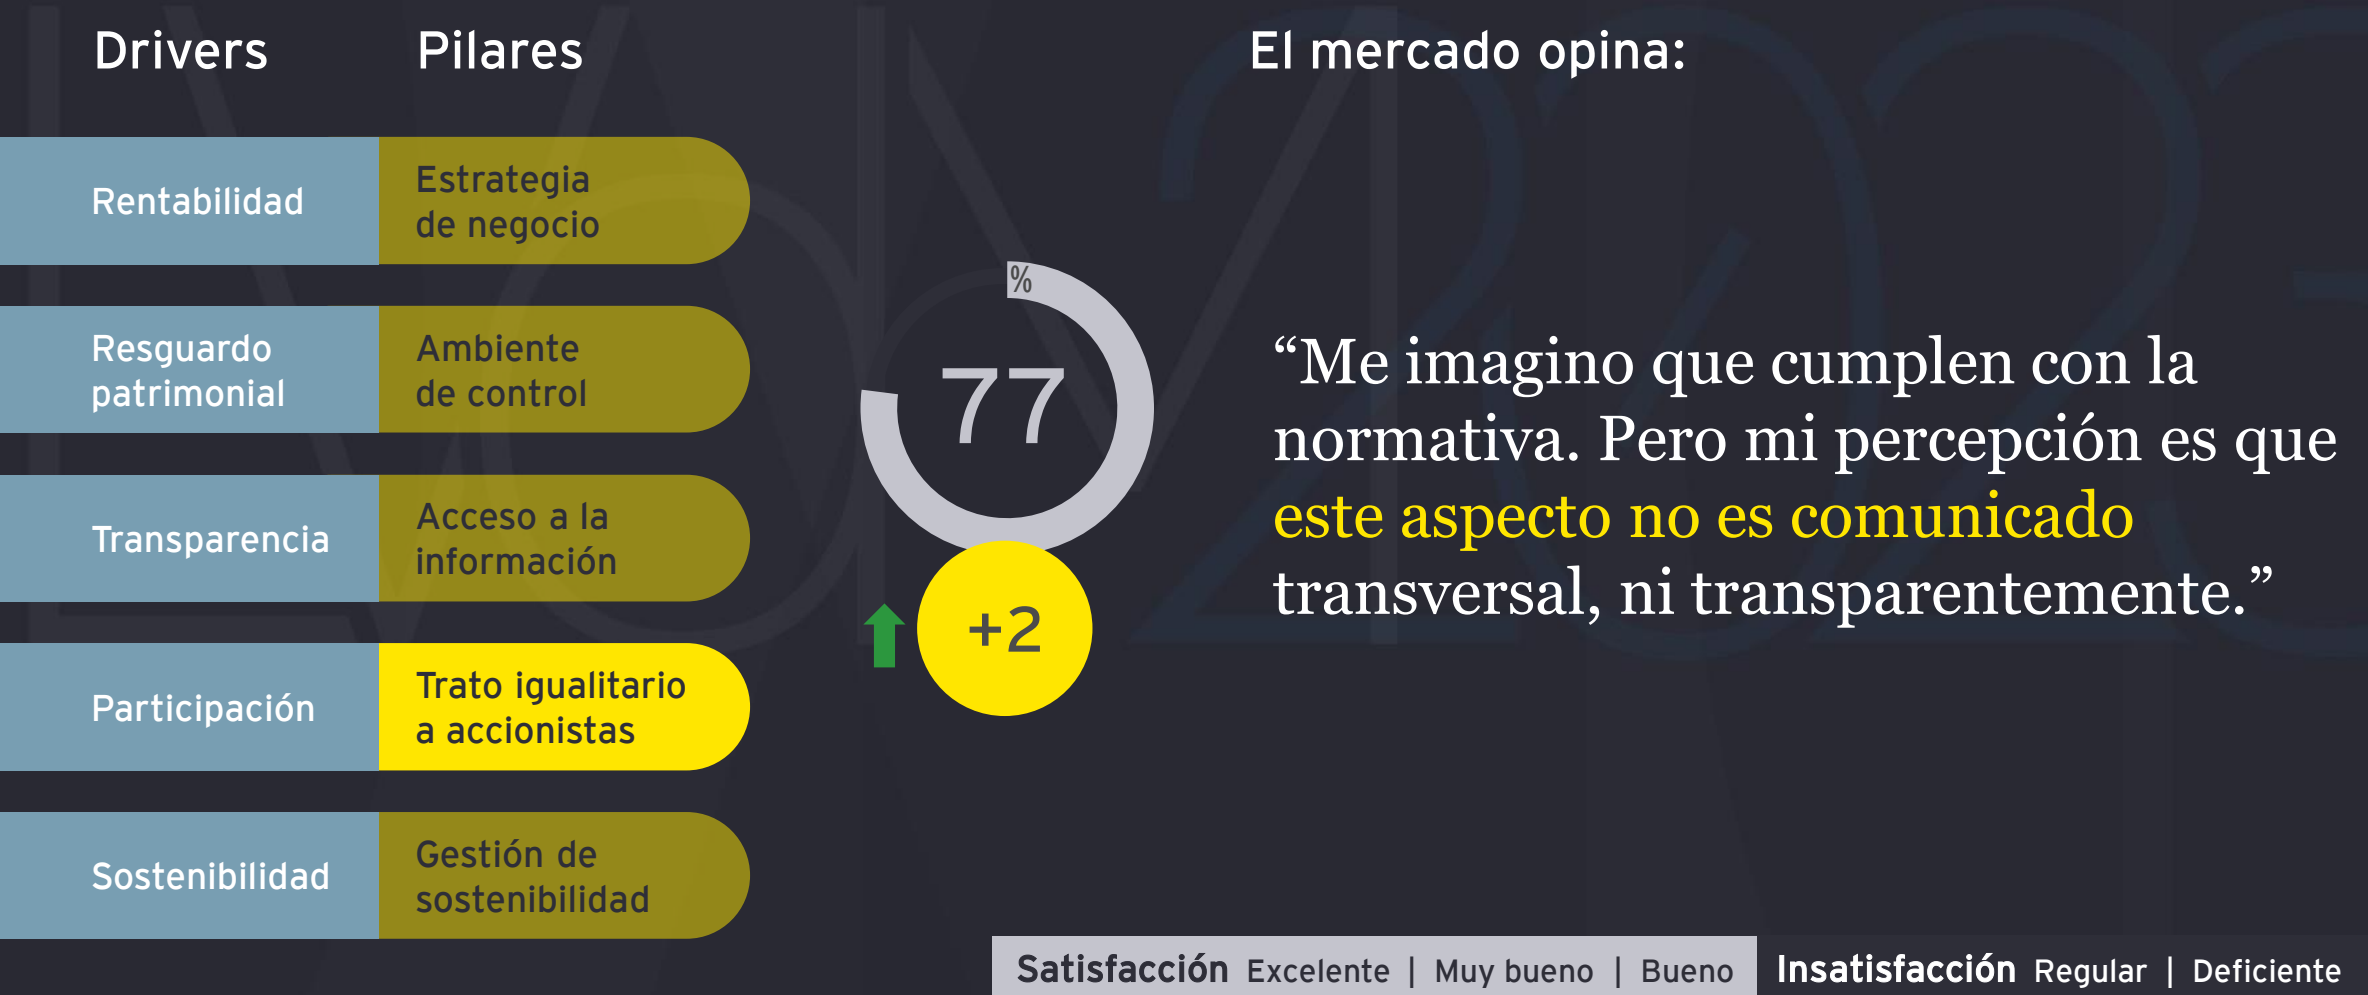 Drivers
Pilares
Rentabilidad
Estrategia
de negocio
Resguardo
patrimonial
Ambiente
de control
Transparencia
Acceso a la
información
Participación
Trato igualitario
a accionistas
Sostenibilidad
Gestión de
sostenibilidad
%
77
+2
El mercado opina:
“Me imagino que cumplen con la
normativa. Pero mi percepción es que
este aspecto no es comunicado
transversal, ni transparentemente.”
Satisfacción Excelente | Muy bueno | Bueno
Insatisfacción Regular | Deficiente